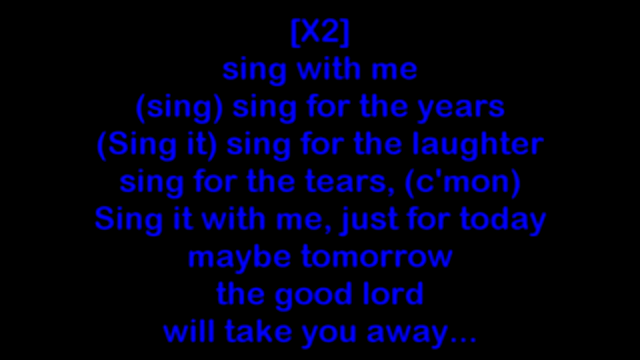 [X2]
sing with me
(sing) sing for the years
(Sing it) sing for the laughter
sing for the tears, (c'mon)
Sing it with me, just for today
maybe tomorrow
the good lord
will take you away...